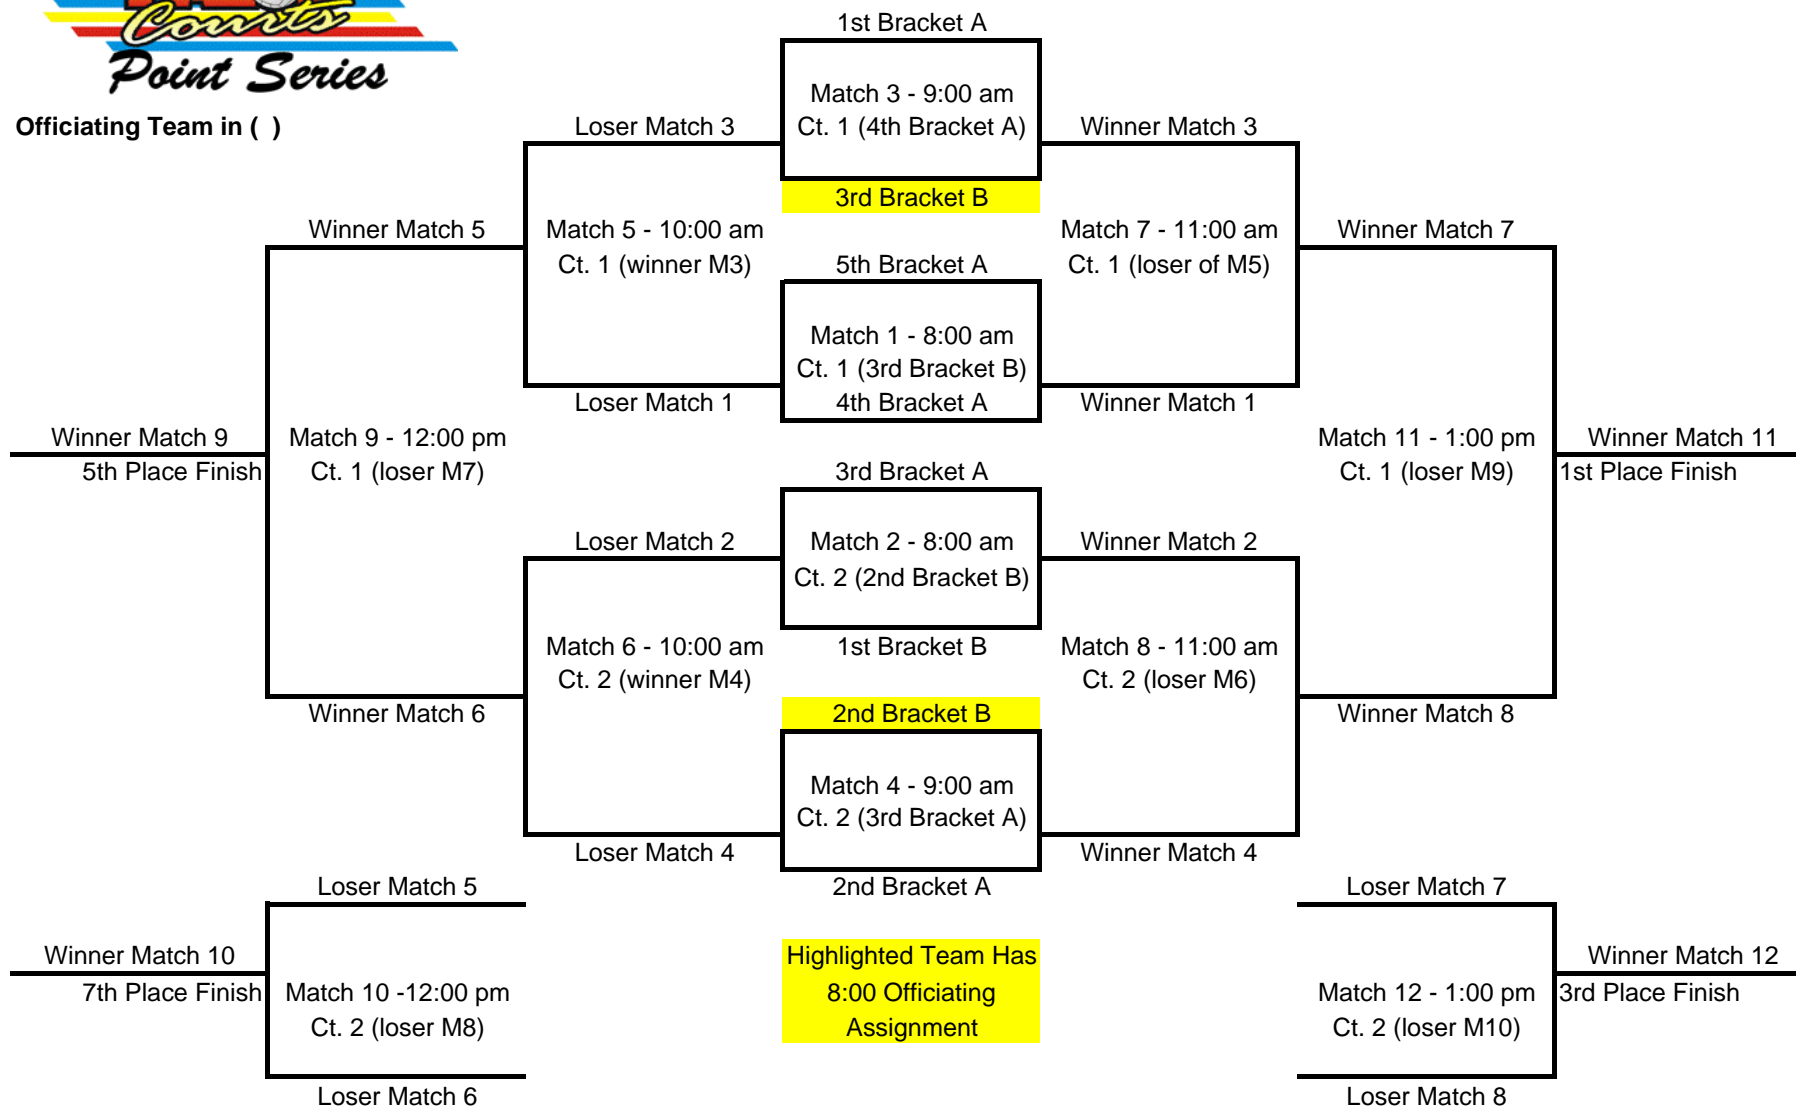 Courts
Point Series
Officiating Team in ( )
1st Bracket A
Match 3 - 9:00 am
Ct. 1 (4th Bracket A)
Loser Match 3
Winner Match 3
3rd Bracket B
Winner Match 5
Match 5 - 10:00 am
Ct. 1 (winner M3)
Match 7 - 11:00 am
Ct. 1 (loser of M5)
Winner Match 7
5th Bracket A
Match 1 - 8:00 am
Ct. 1 (3rd Bracket B)
Loser Match 1
4th Bracket A
Winner Match 1
Winner Match 9
5th Place Finish
Match 9 - 12:00 pm
Ct. 1 (loser M7)
Match 11 - 1:00 pm
Ct. 1 (loser M9)
Winner Match 11
1st Place Finish
3rd Bracket A
Loser Match 2
Match 2 - 8:00 am
Ct. 2 (2nd Bracket B)
Winner Match 2
Match 6 - 10:00 am
Ct. 2 (winner M4)
1st Bracket B
Match 8 - 11:00 am
Ct. 2 (loser M6)
Winner Match 6
2nd Bracket B
Winner Match 8
Match 4 - 9:00 am
Ct. 2 (3rd Bracket A)
Loser Match 4
Winner Match 4
2nd Bracket A
Loser Match 5
Loser Match 7
Winner Match 10
7th Place Finish
Match 10 -12:00 pm
Ct. 2 (loser M8)
Highlighted Team Has
8:00 Officiating
Assignment
Match 12 - 1:00 pm
Ct. 2 (loser M10)
Winner Match 12
3rd Place Finish
Loser Match 6
Loser Match 8